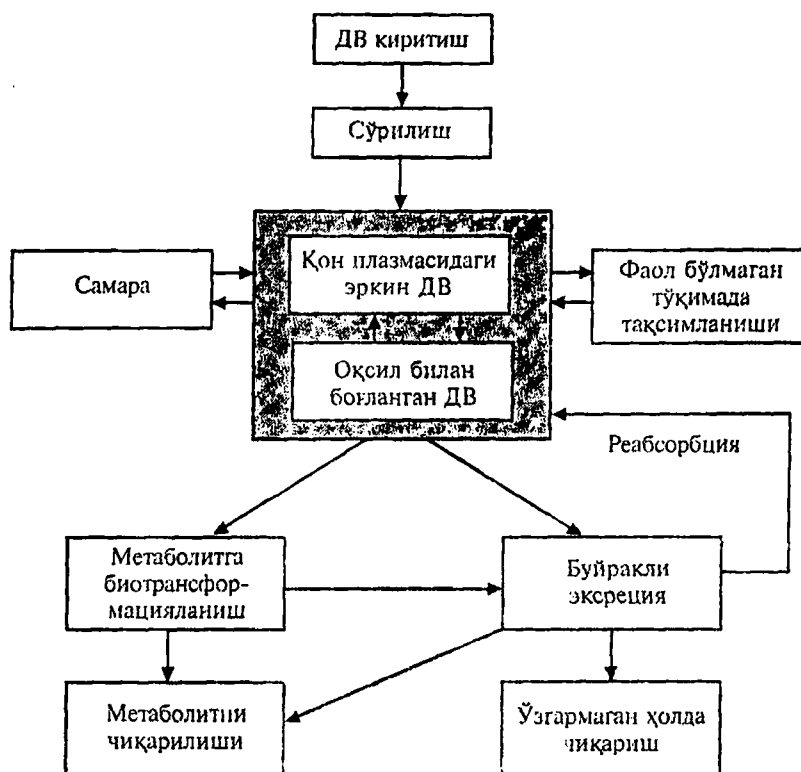 ДВ киритиш
Сўрилиш
Самара
Қон плазмасидаги
эркин ДВ
Фаол бўлмаган
тўқимада
тақсимланиши
Оқсил билан
боғланган ДВ
Реабсорбция
Метаболитга
биотрансфор-
мацияланиш
Буйракли
эксреция
Метаболитни
чиқарилиши
Ўзгармаган ҳолда
чиқариш